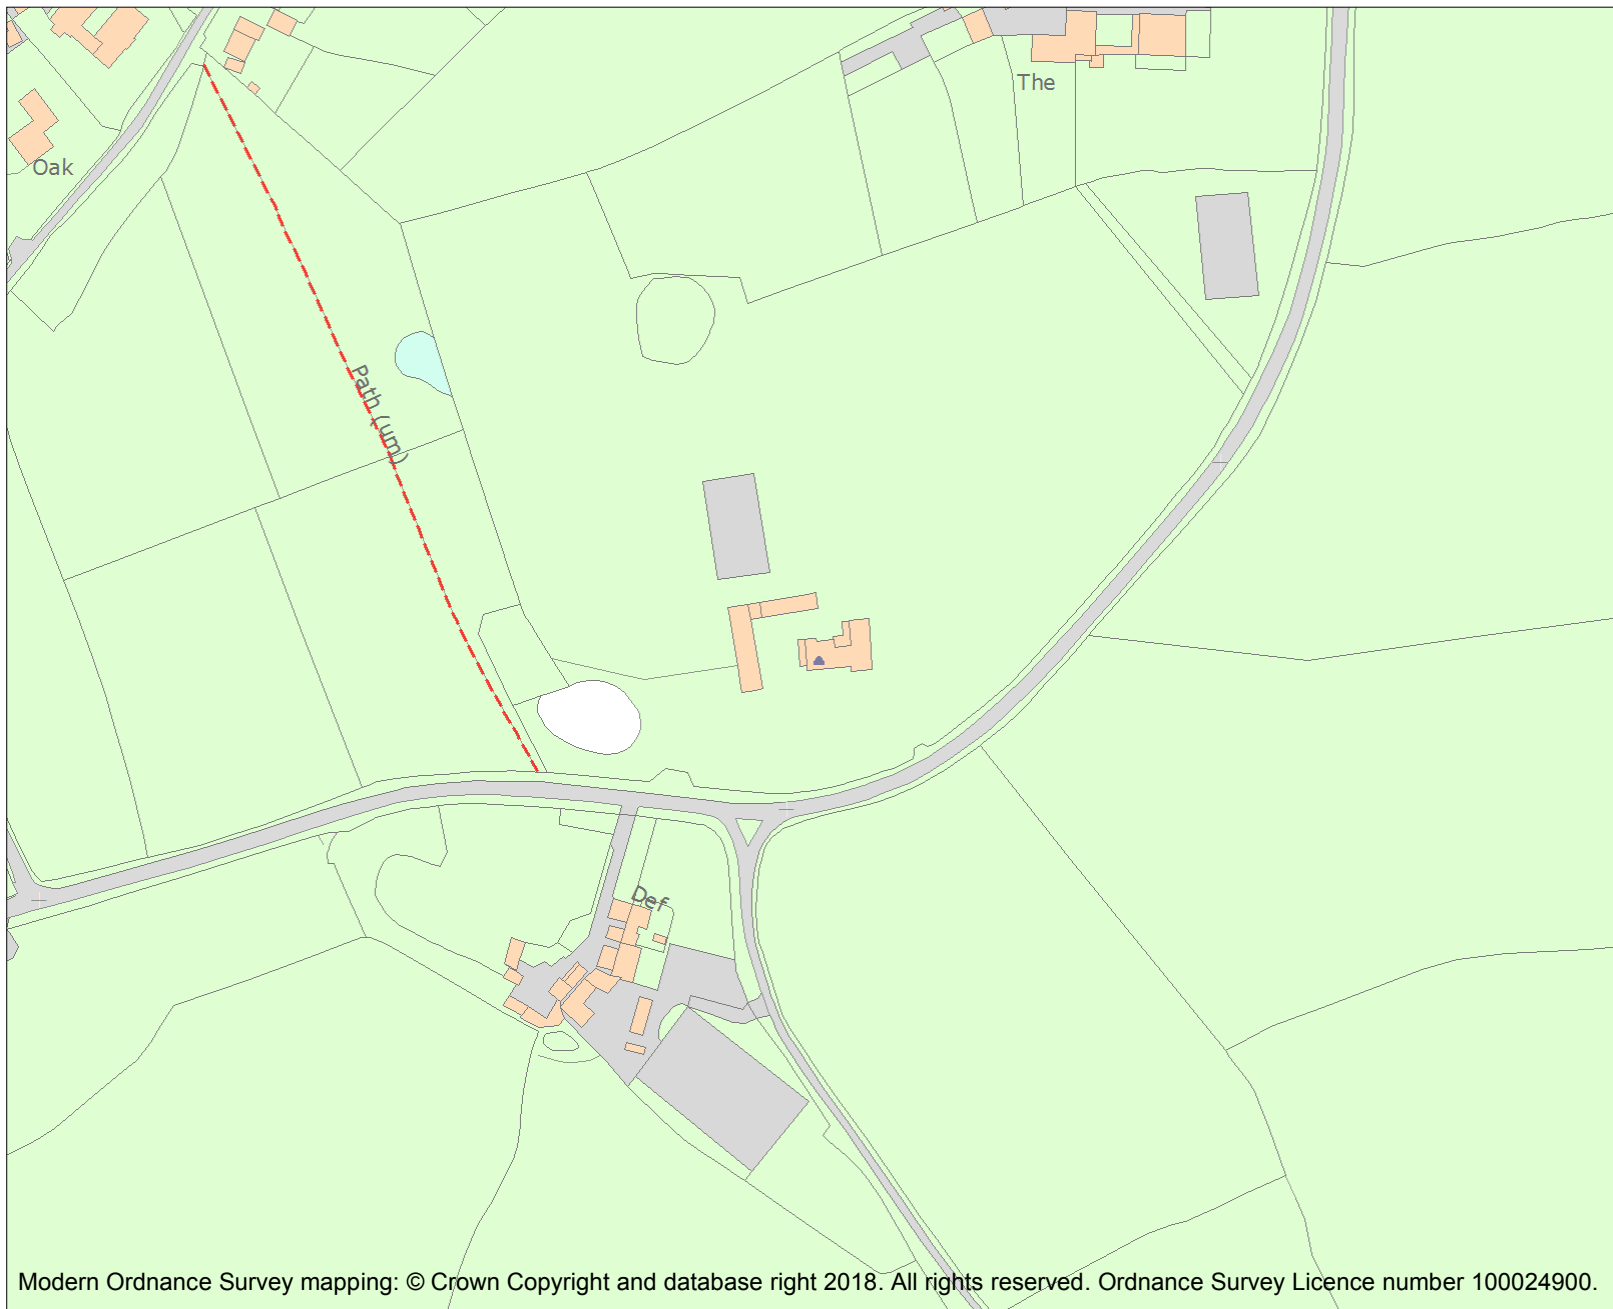 The
Oak
Path (um)
Def
Modern Ordnance Survey mapping: © Crown Copyright and database right 2018. All rights reserved. Ordnance Survey Licence number 100024900.